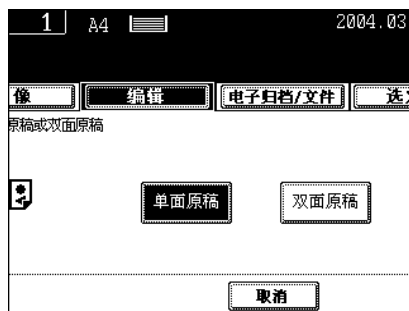 1 A4 2004.03
像 编辑 电子归档/文件 选
原稿或双面原稿
单面原稿 双面原稿
取消